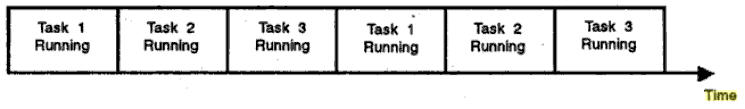 Task 1
Running
Task 2
Running
Task 3
Running
Task 1
Running
Task 2
Running
Task 3
Running
Time